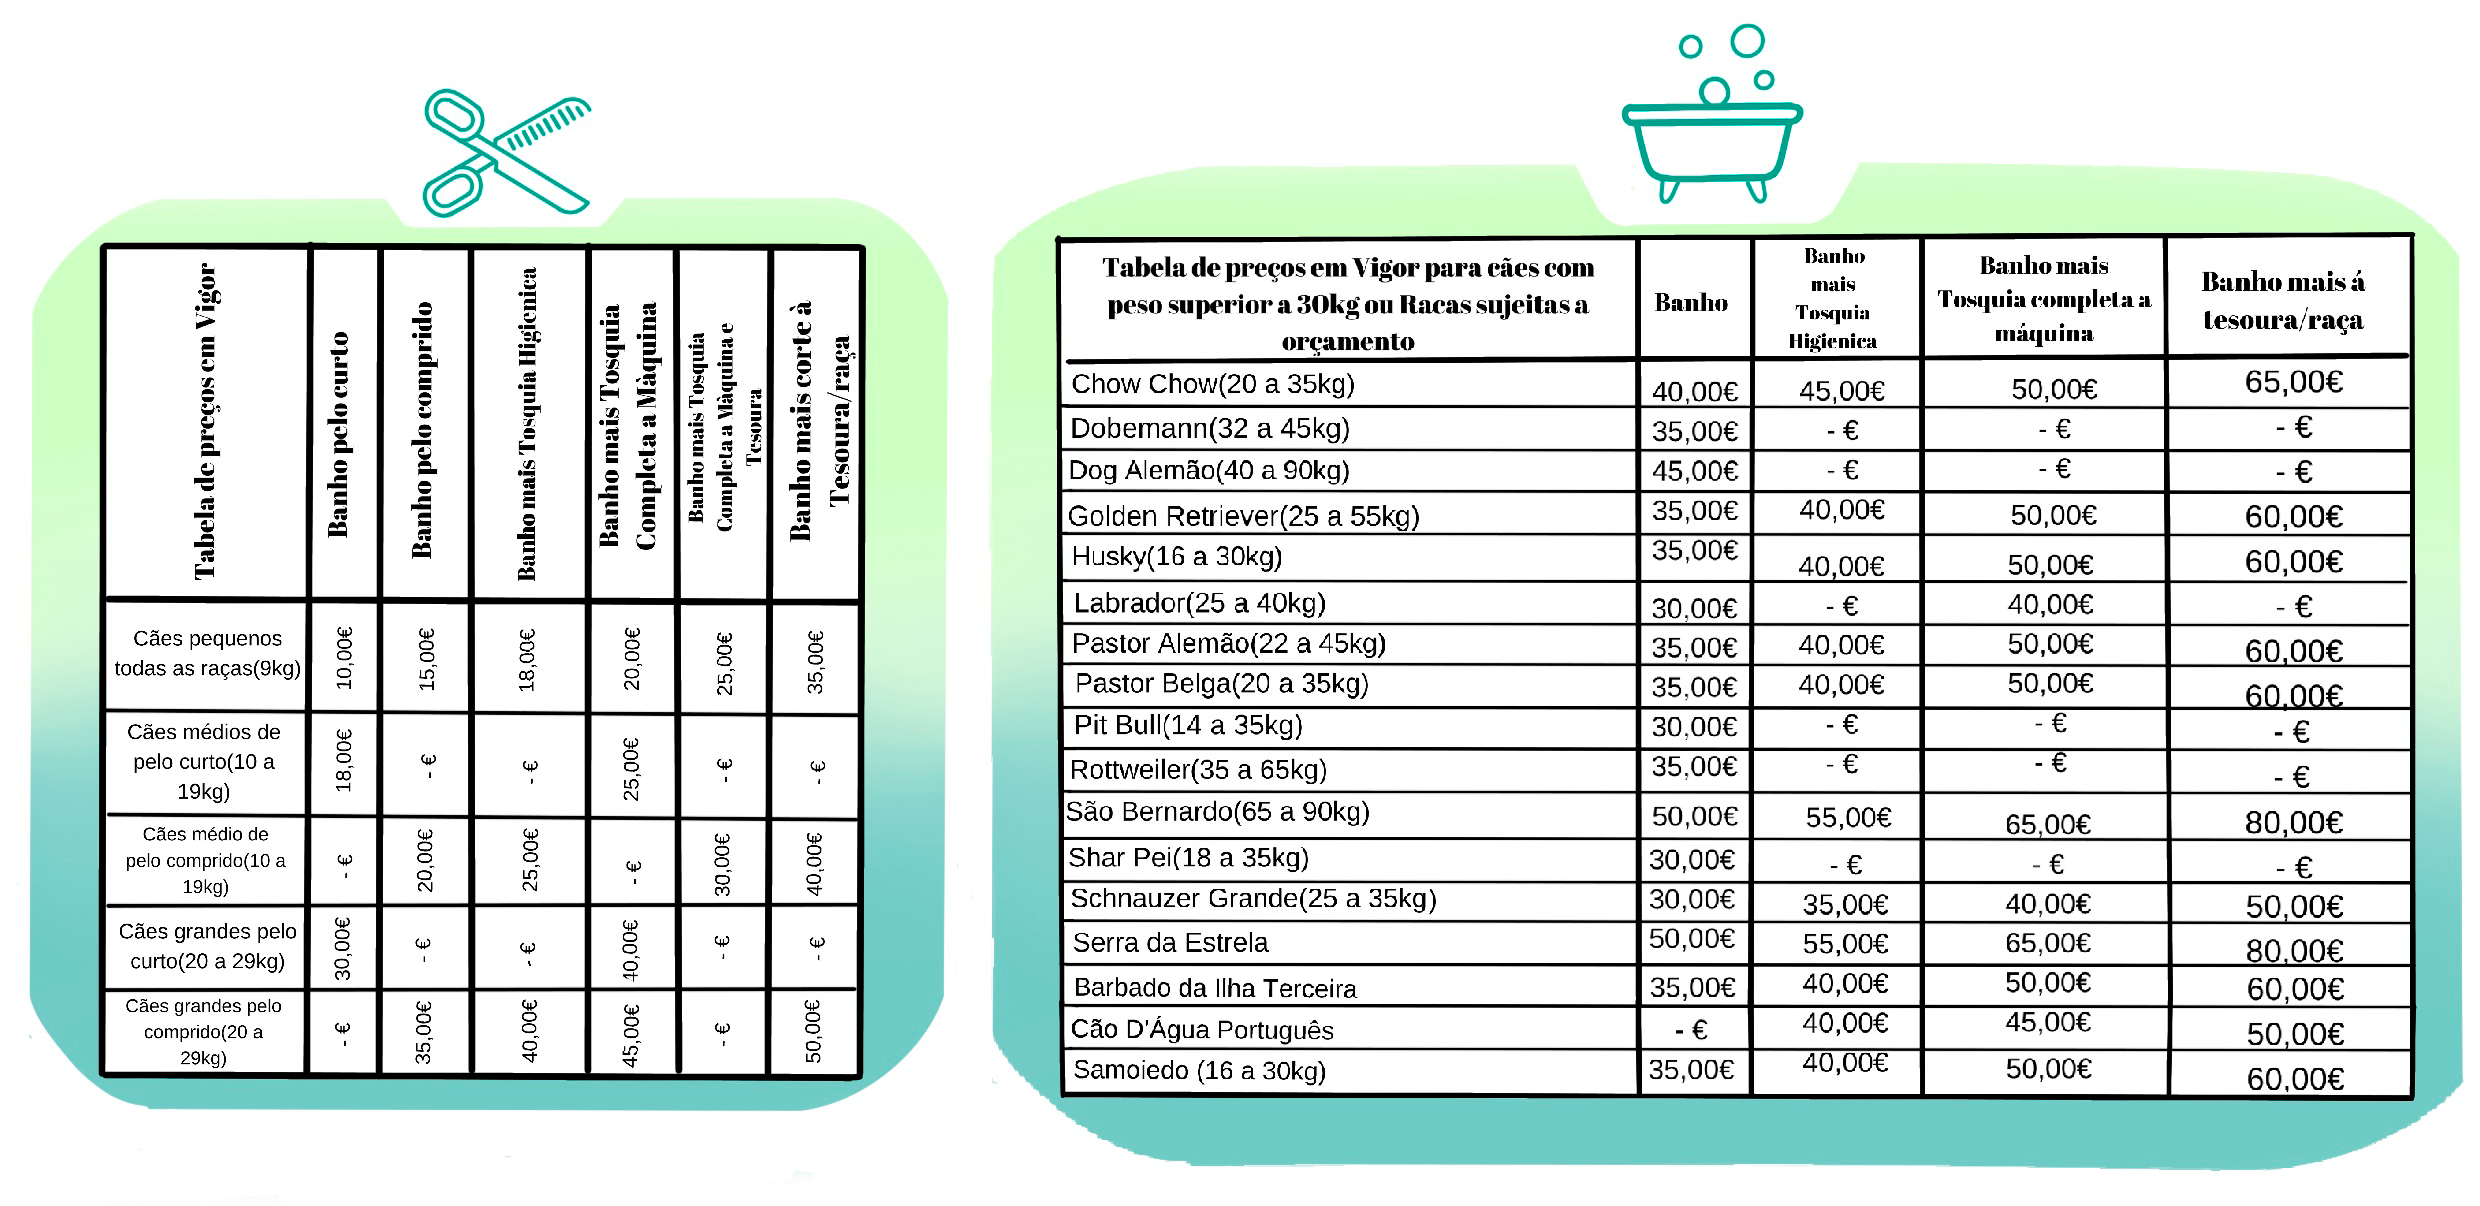 Tabela de preços em Vigor
Banho pelo curto
Banho pelo comprido
Banho mais Tosquia Higienica
Banho mais Tosquia
Completa a Màquina
Banho mais Tosquia
Completa a Màquina e
Tesoura
Banho mais corte à
Tesoura/raça
Cães pequenos
todas as raças(9kg)
10,00€
15,00€
18,00€
20,00€
25,00€
35,00€
Cães médios de
pelo curto(10 a
19kg)
18,00€
- €
- €
25,00€
- €
- €
Cães médio de
pelo comprido(10 a
19kg)
- €
20,00€
25,00€
- €
30,00€
40,00€
Cães grandes pelo
curto(20 a 29kg)
30,00€
- €
- €
40,00€
- €
- €
Cães grandes pelo
comprido(20 a
29kg)
- €
35,00€
40,00€
45,00€
- €
50,00€
Tabela de preços em Vigor para cães com
peso superior a 30kg ou Racas sujeitas a
orçamento
Banho
Banho
mais
Tosquia
Higienica
Banho mais
Tosquia completa a
máquina
Banho mais á
tesoura/raça
Chow Chow(20 a 35kg) 40,00€ 45,00€ 50,00€ 65,00€
Dobemann(32 a 45kg) 35,00€ - € - € - €
Dog Alemão(40 a 90kg) 45,00€ - € - € - €
Golden Retriever(25 a 55kg) 35,00€ 40,00€ 50,00€ 60,00€
Husky(16 a 30kg) 35,00€ 40,00€ 50,00€ 60,00€
Labrador(25 a 40kg) 30,00€ - € 40,00€ - €
Pastor Alemão(22 a 45kg) 35,00€ 40,00€ 50,00€ 60,00€
Pastor Belga(20 a 35kg) 35,00€ 40,00€ 50,00€ 60,00€
Pit Bull(14 a 35kg) 30,00€ - € - € - €
Rottweiler(35 a 65kg) 35,00€ - € - € - €
São Bernardo(65 a 90kg) 50,00€ 55,00€ 65,00€ 80,00€
Shar Pei(18 a 35kg) 30,00€ - € - € - €
Schnauzer Grande(25 a 35kg) 30,00€ 35,00€ 40,00€ 50,00€
Serra da Estrela 50,00€ 55,00€ 65,00€ 80,00€
Barbado da Ilha Terceira 35,00€ 40,00€ 50,00€ 60,00€
Cão D'Água Português - € 40,00€ 45,00€ 50,00€
Samoiedo (16 a 30kg) 35,00€ 40,00€ 50,00€ 60,00€